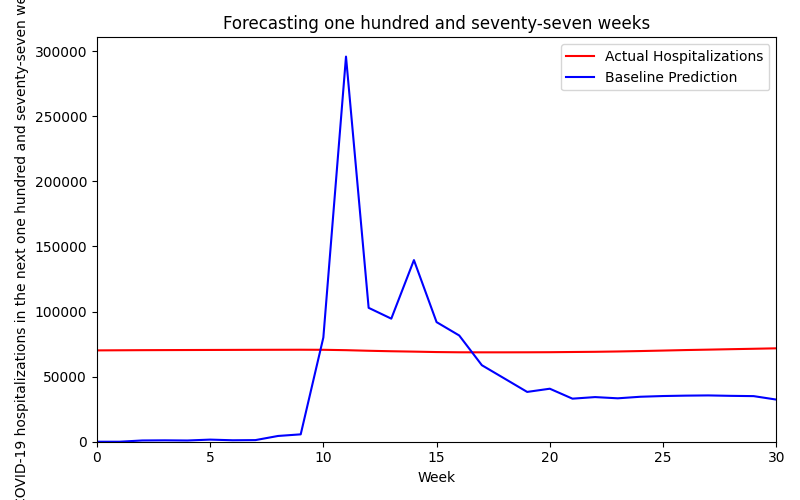 Forecasting one hundred and seventy-seven weeks
OVID-19 hospitalizations in the next one hundred and seventy-seven we
300000
250000
200000
150000
100000
50000
0
Actual Hospitalizations
Baseline Prediction
0 5 10 15 20 25 30
Week